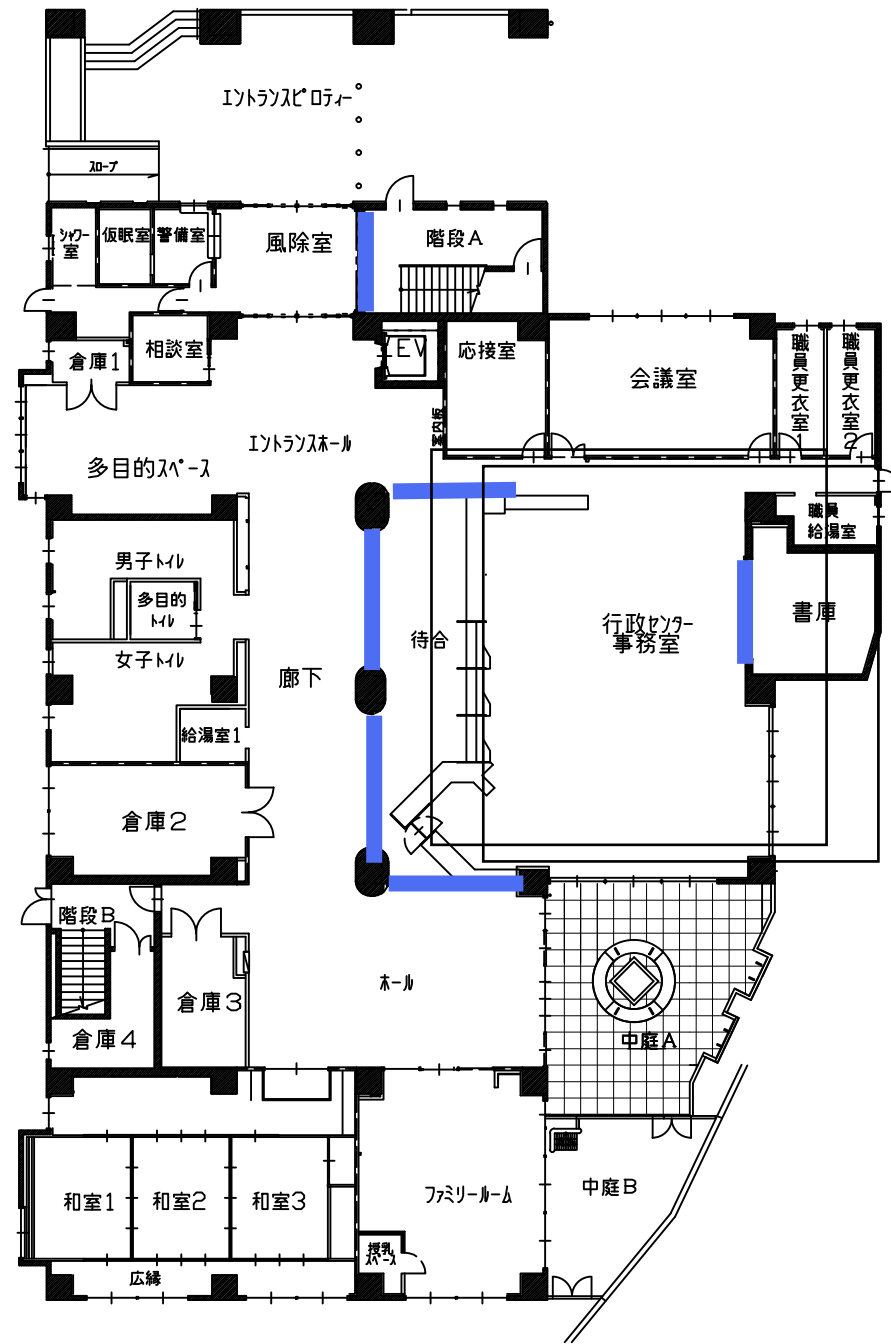 エントランスピロティー
スロープ
シャワー
室
仮眠室
警備室
風除室
階段A
倉庫1
相談室
EV
応接室
会議室
職員更衣室1
職員更衣室2
室内板
エントランスホール
多目的スペース
職員
給湯室
男子トイレ
多目的
トイレ
女子トイレ
待合
行政センター
事務室
書庫
廊下
給湯室1
倉庫2
階段B
倉庫3
倉庫4
ホール
中庭A
和室1
和室2
和室3
ファミリールーム
中庭B
授乳
スペース
広縁